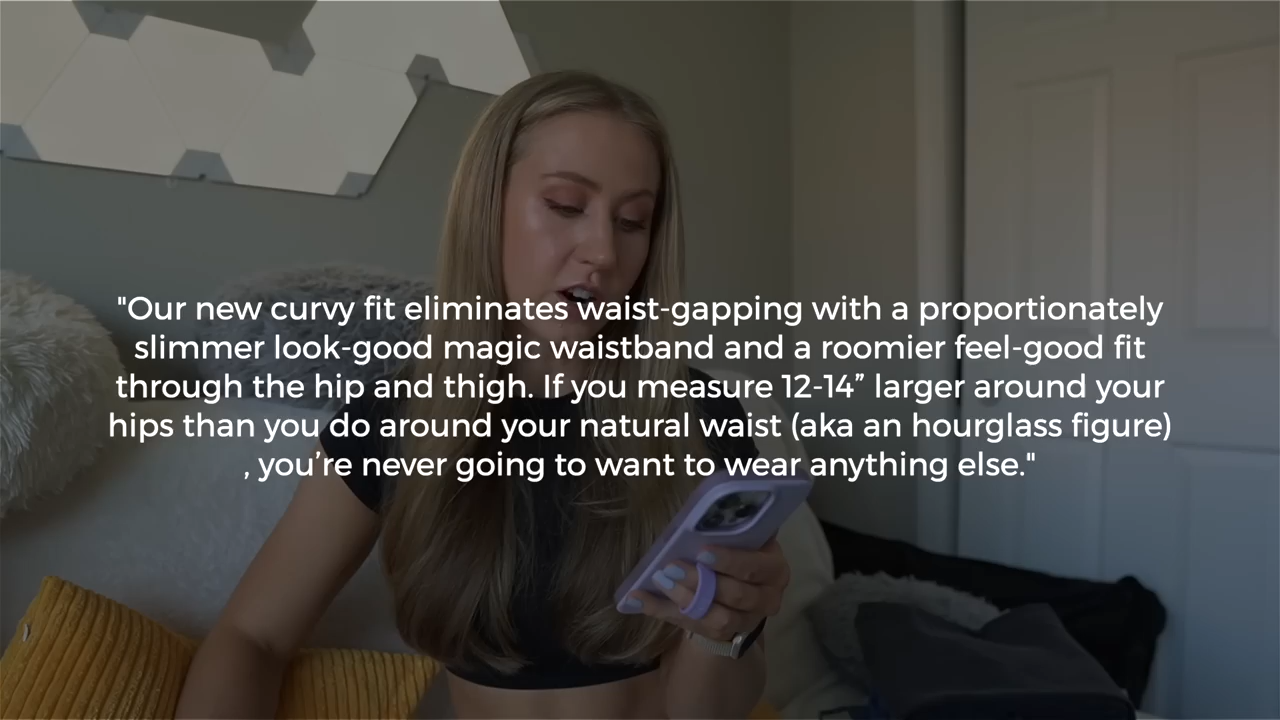 "Our new curvy fit eliminates waist-gapping with a proportionately
slimmer look-good magic waistband and a roomier feel-good fit
through the hip and thigh. If you measure 12-14” larger around your
hips than you do around your natural waist (aka an hourglass figure)
, you’re never going to want to wear anything else."